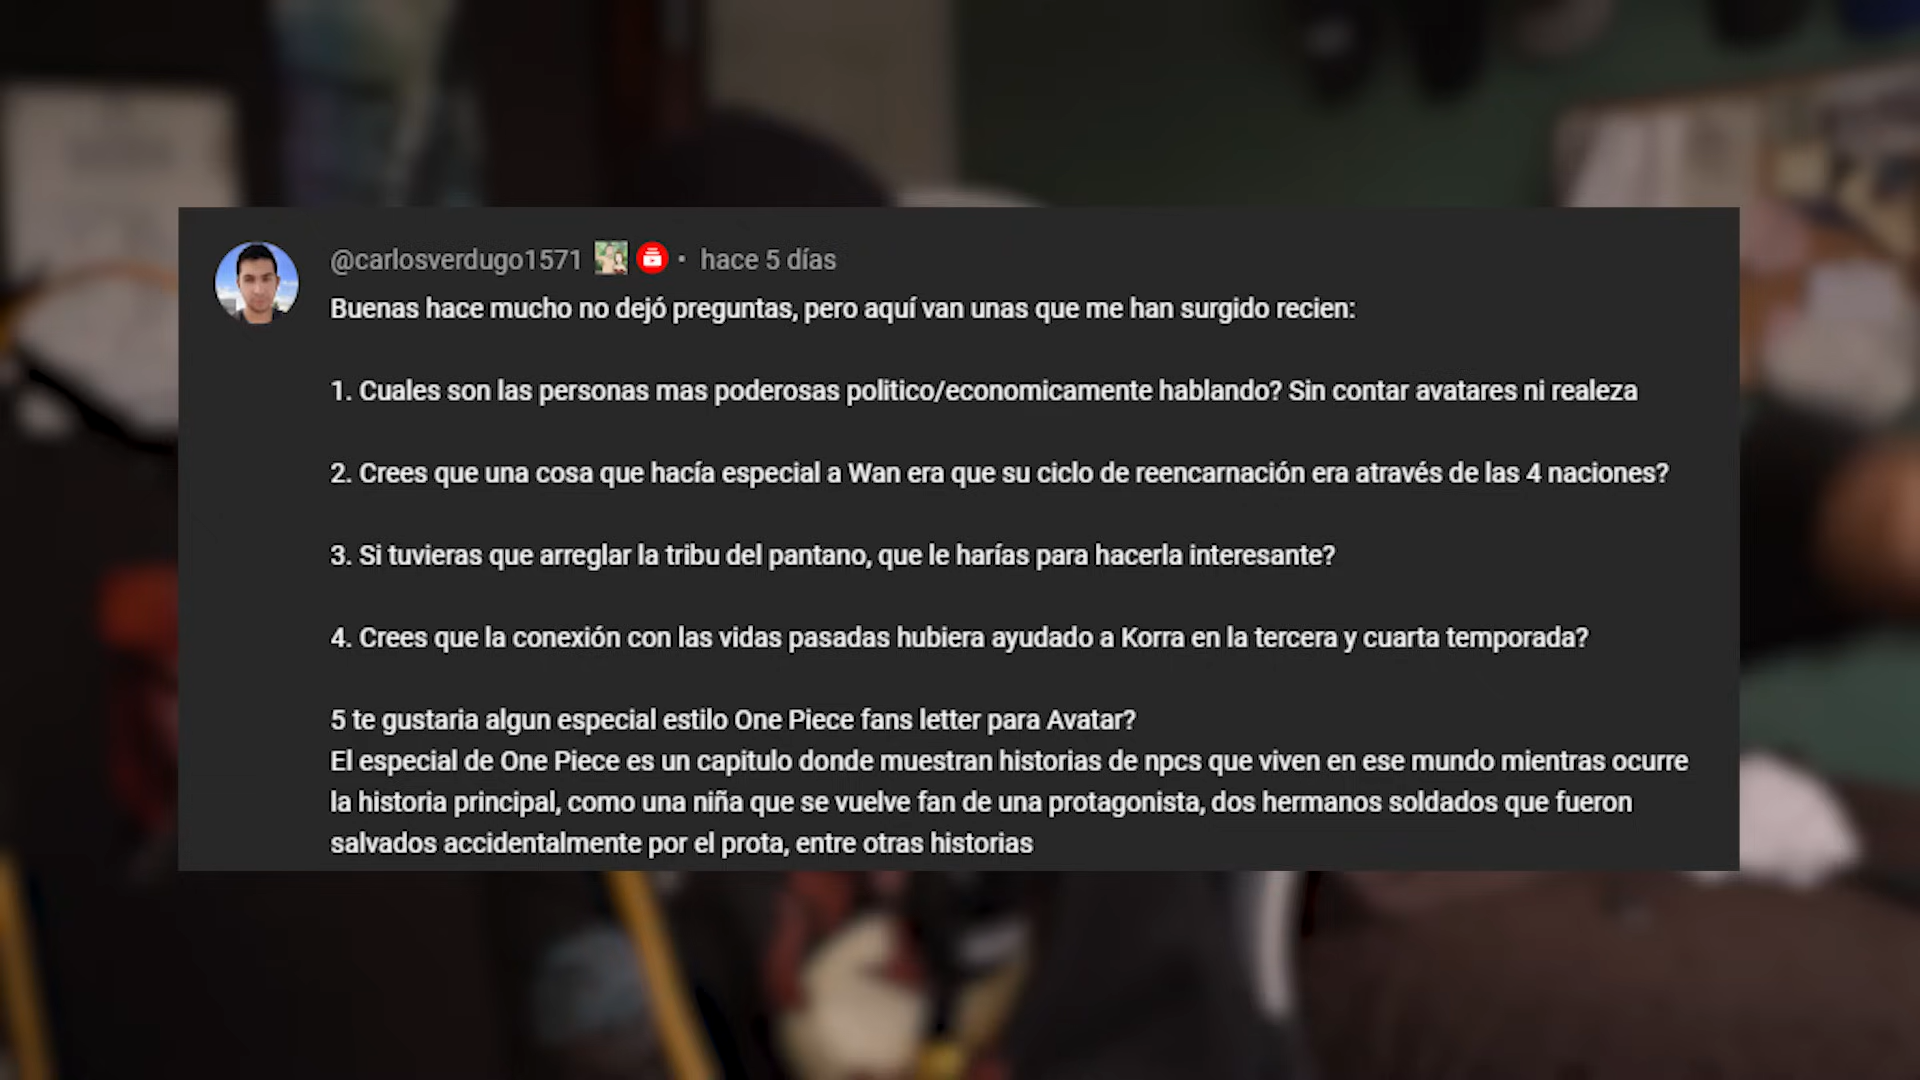 @carlosverdugo1571 • hace 5 días
Buenas hace mucho no dejó preguntas, pero aquí van unas que me han surgido recien:
1. Cuales son las personas mas poderosas politico/economicamente hablando? Sin contar avatares ni realeza
2. Crees que una cosa que hacía especial a Wan era que su ciclo de reencarnación era através de las 4 naciones?
3. Si tuvieras que arreglar la tribu del pantano, que le harías para hacerla interesante?
4. Crees que la conexión con las vidas pasadas hubiera ayudado a Korra en la tercera y cuarta temporada?
5 te gustaria algun especial estilo One Piece fans letter para Avatar?
El especial de One Piece es un capitulo donde muestran historias de npcs que viven en ese mundo mientras ocurre
la historia principal, como una niña que se vuelve fan de una protagonista, dos hermanos soldados que fueron
salvados accidentalmente por el prota, entre otras historias